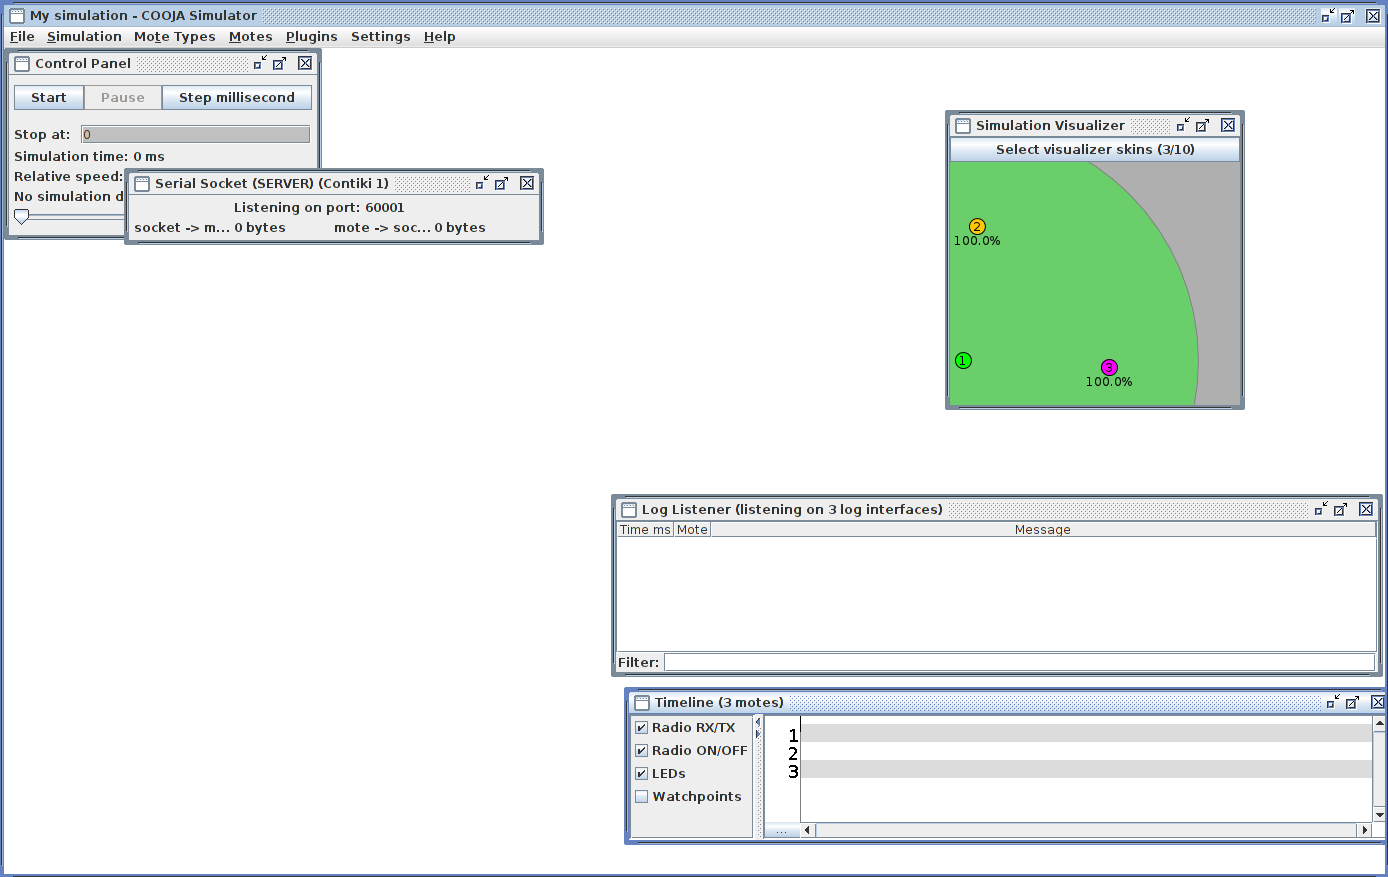 My simulation - COOJA Simulator
File Simulation Mote Types Motes Plugins Settings Help
Control Panel
Start Pause Step millisecond
Stop at: 0
Simulation time: 0 ms
Relative speed:
No simulation d
Serial Socket (SERVER) (Contiki 1)
Listening on port: 60001
socket -> m... 0 bytes mote -> soc... 0 bytes
Simulation Visualizer
Select visualizer skins (3/10)
2
100.0%
1
3
100.0%
Log Listener (listening on 3 log interfaces)
Time ms Mote Message
Filter:
Timeline (3 motes)
Radio RX/TX
Radio ON/OFF
LEDs
Watchpoints
1
2
3
...